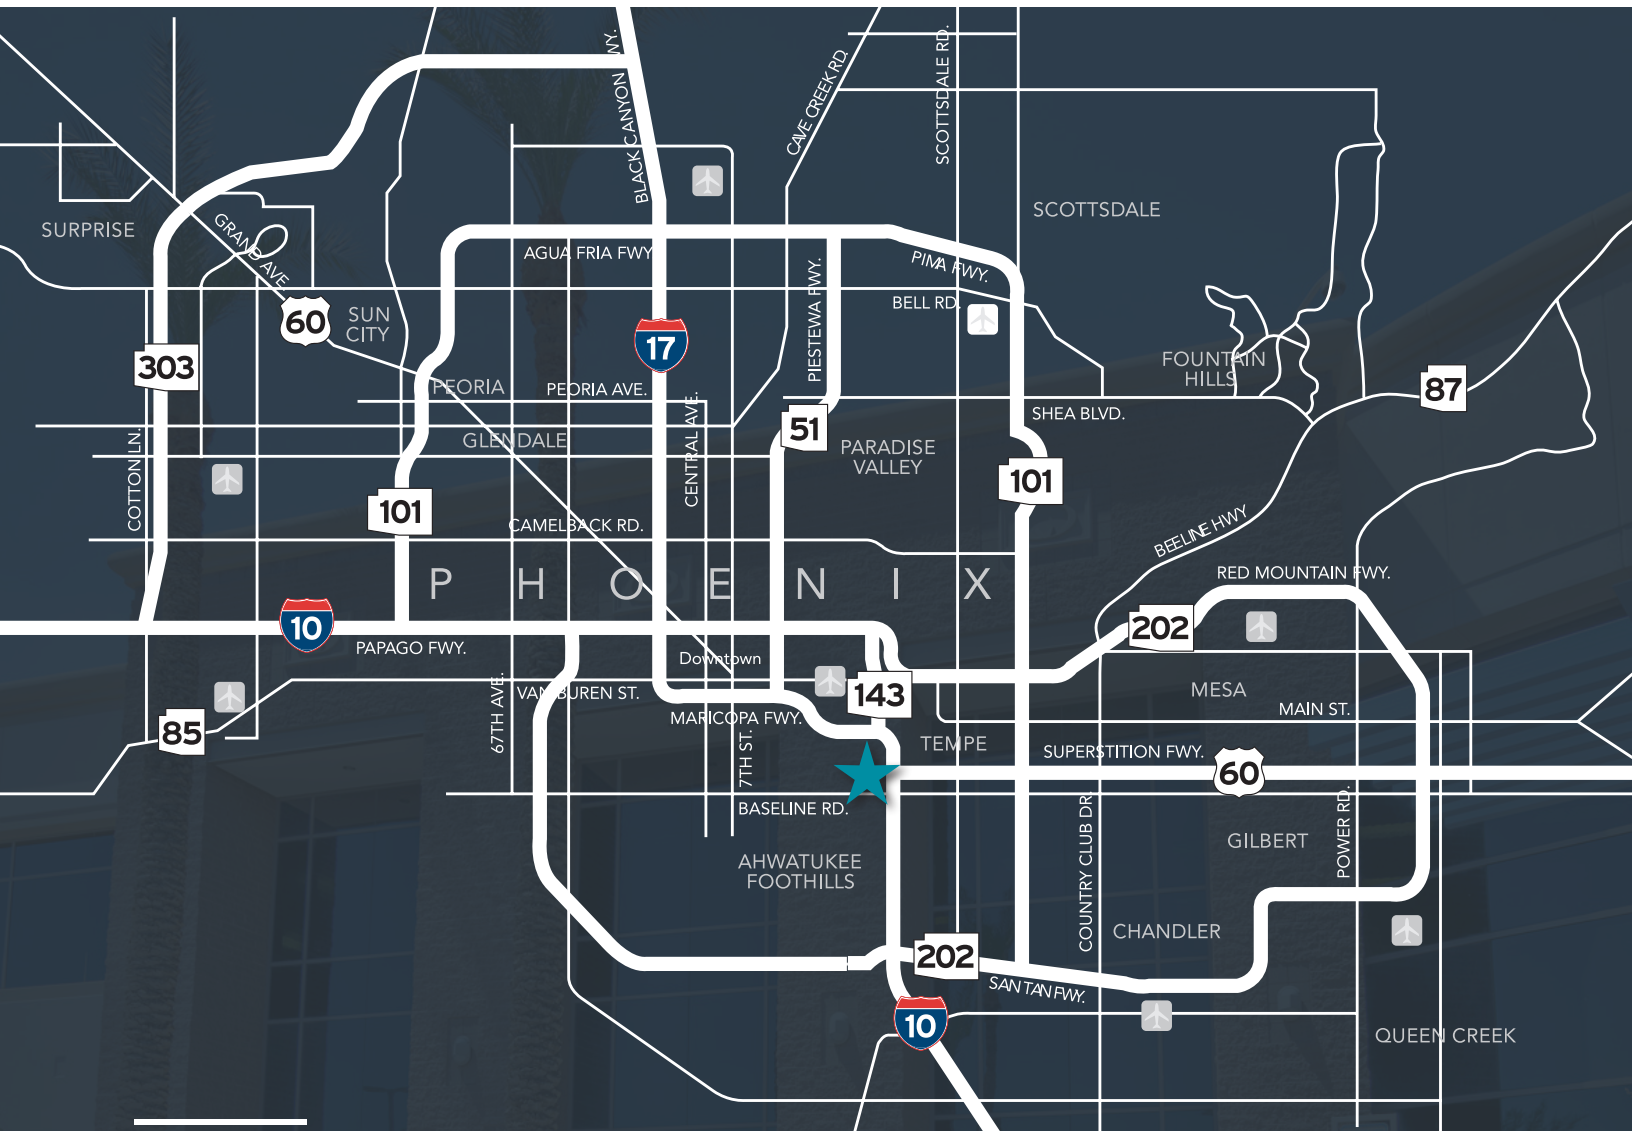 BLACK CANYON
WY.
CAVE CREEK RD.
SCOTTSDALE RD.
SURPRISE
GRAND AVE.
SCOTTSDALE
AGUA FRIA FWY
PIMA FWY.
BELL RD.
PIESTEWA FWY.
60
SUN
CITY
17
303
FOUNTAIN
HILLS
87
PEORIA
PEORIA AVE.
SHEA BLVD.
51
GLENDALE
CENTRAL AVE.
PARADISE
VALLEY
COTTON LN.
101
101
CAMELBACK RD.
BEELINE HWY
PHOENIX
RED MOUNTAIN FWY.
10
202
PAPAGO FWY.
Downtown
67TH AVE.
VAN BUREN ST.
143
MESA
MAIN ST.
85
MARICOPA FWY.
7TH ST.
TEMPE
SUPERSTITION FWY.
60
BASELINE RD.
COUNTRY CLUB DR.
POWER RD.
GILBERT
AHWATUKEE
FOOTHILLS
CHANDLER
202
SAN TAN FWY.
10
QUEEN CREEK